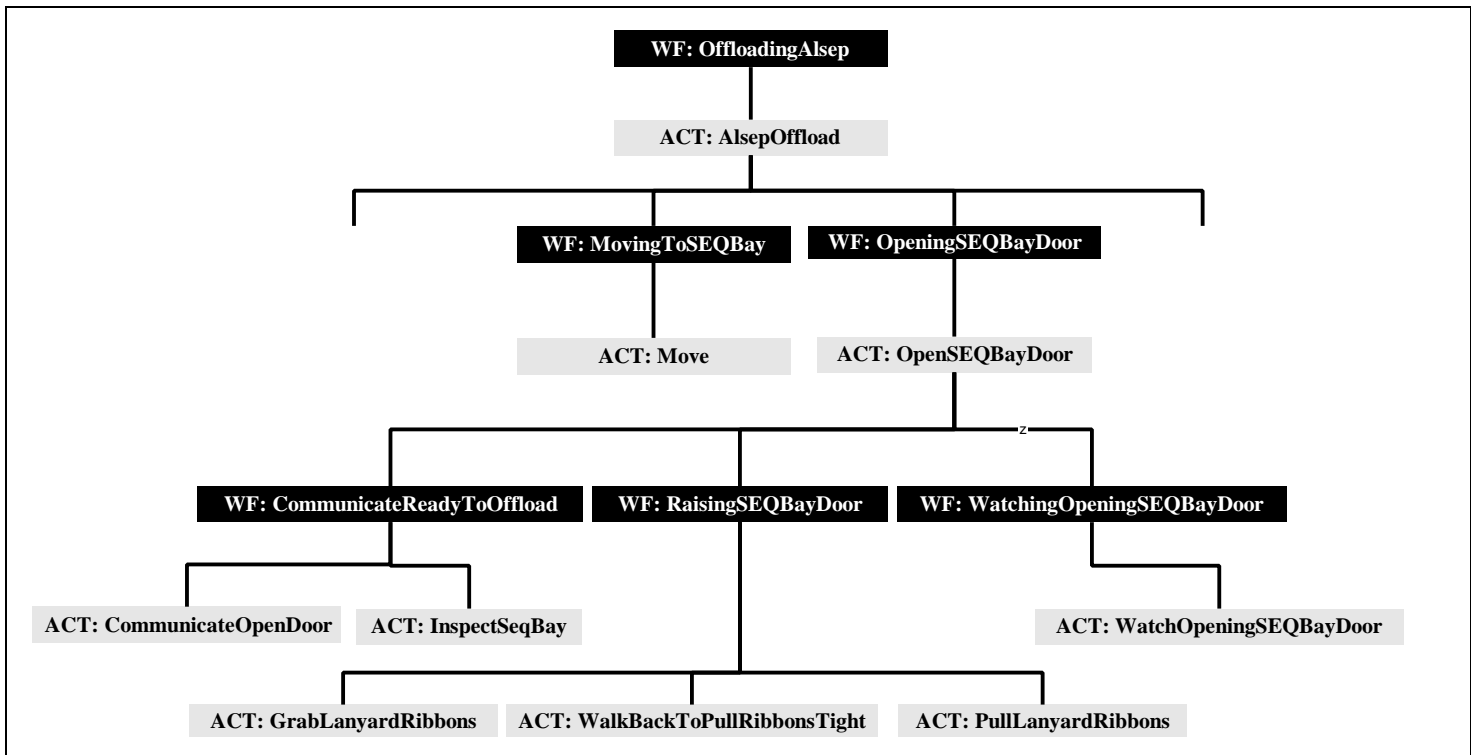 WF: OffloadingAlsep
ACT: AlsepOffload
WF: MovingToSEQBay
WF: OpeningSEQBayDoor
ACT: Move
ACT: OpenSEQBayDoor
z
WF: CommunicateReadyToOffload
WF: RaisingSEQBayDoor
WF: WatchingOpeningSEQBayDoor
ACT: CommunicateOpenDoor
ACT: InspectSeqBay
ACT: WatchOpeningSEQBayDoor
ACT: GrabLanyardRibbons
ACT: WalkBackToPullRibbonsTight
ACT: PullLanyardRibbons